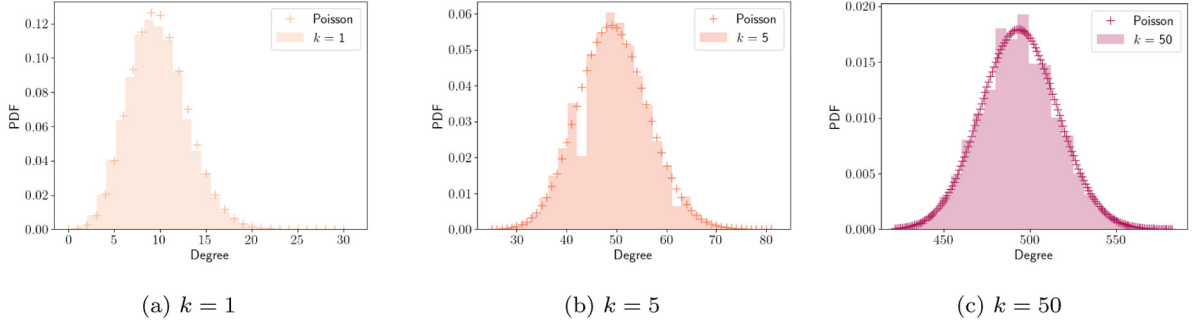 0.12
0.10
0.08
0.06
0.04
0.02
0.00
PDF
0 5 10 15 20 25 30
Degree
Poisson
k = 1
(a) k = 1
0.06
0.05
0.04
0.03
0.02
0.01
0.00
PDF
30 40 50 60 70 80
Degree
Poisson
k = 5
(b) k = 5
0.020
0.015
0.010
0.005
0.000
PDF
450 500 550
Degree
Poisson
k = 50
(c) k = 50